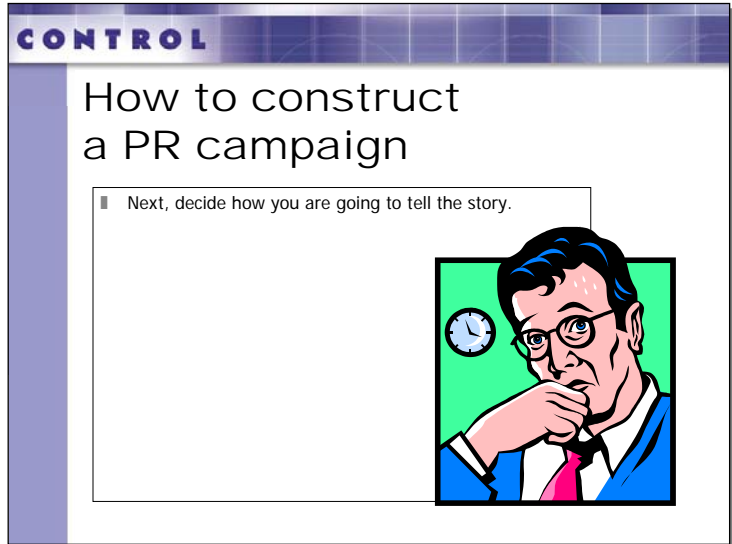 CONTROL
How to construct
a PR campaign
Next, decide how you are going to tell the story.